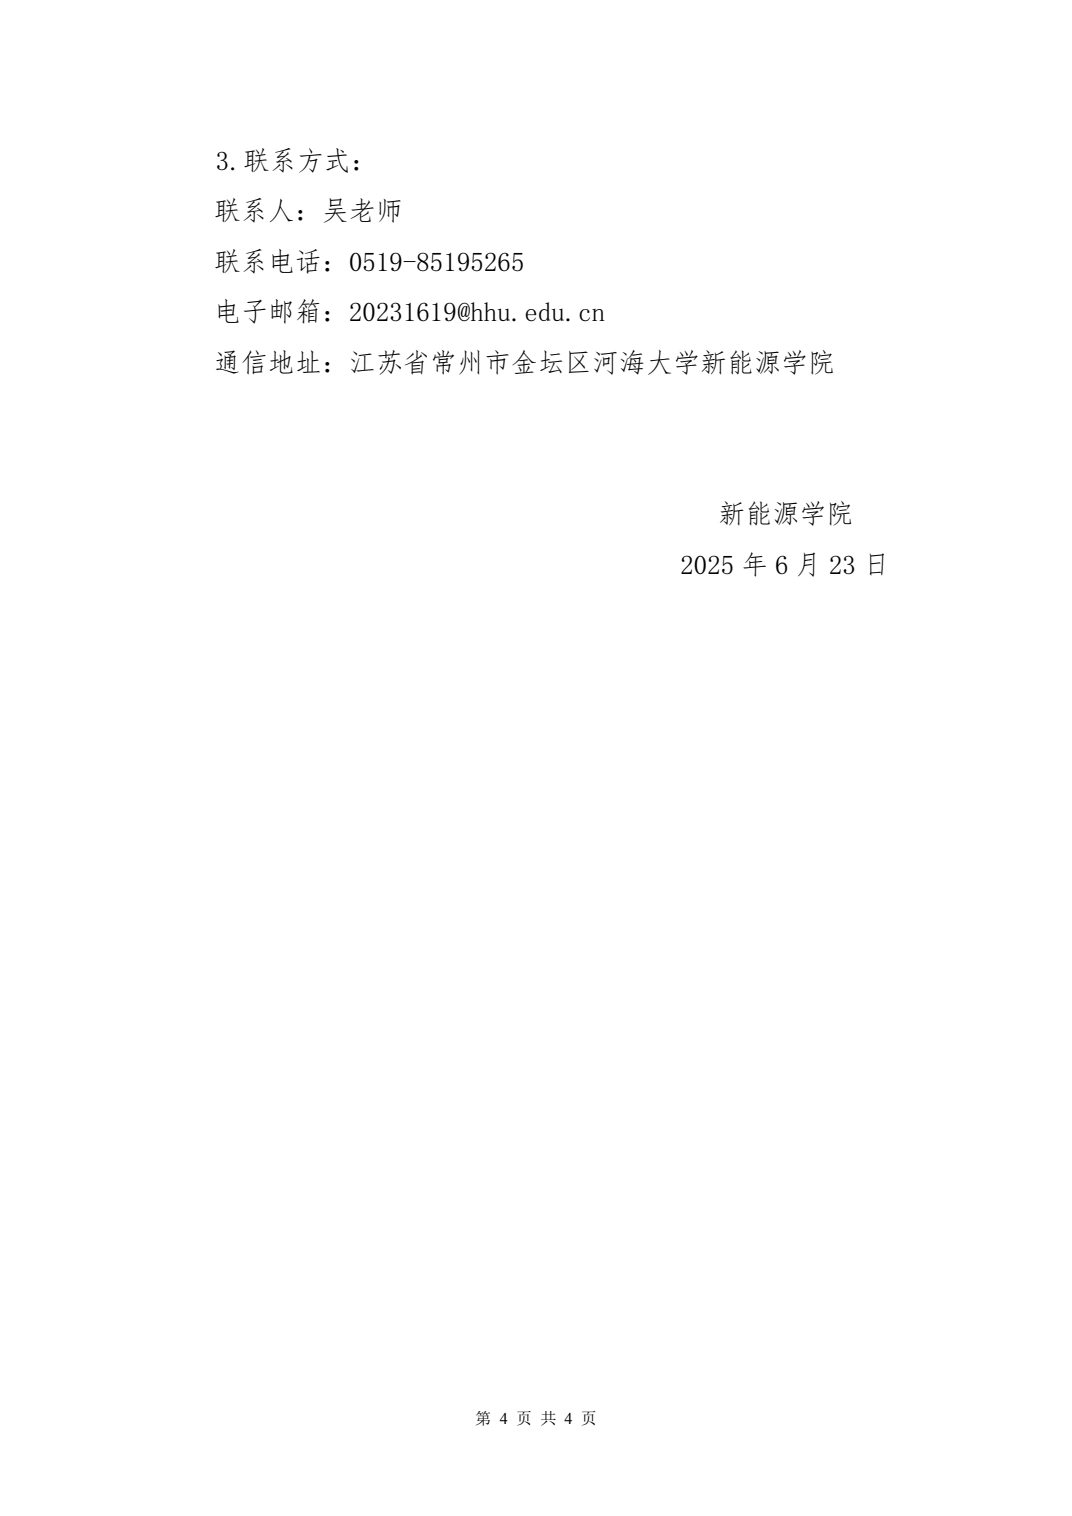 3.联系方式：
联系人：吴老师
联系电话：0519-85195265
电子邮箱：20231619@hhu.edu.cn
通信地址：江苏省常州市金坛区河海大学新能源学院
新能源学院
2025 年 6 月 23 日
第 4 页 共 4 页